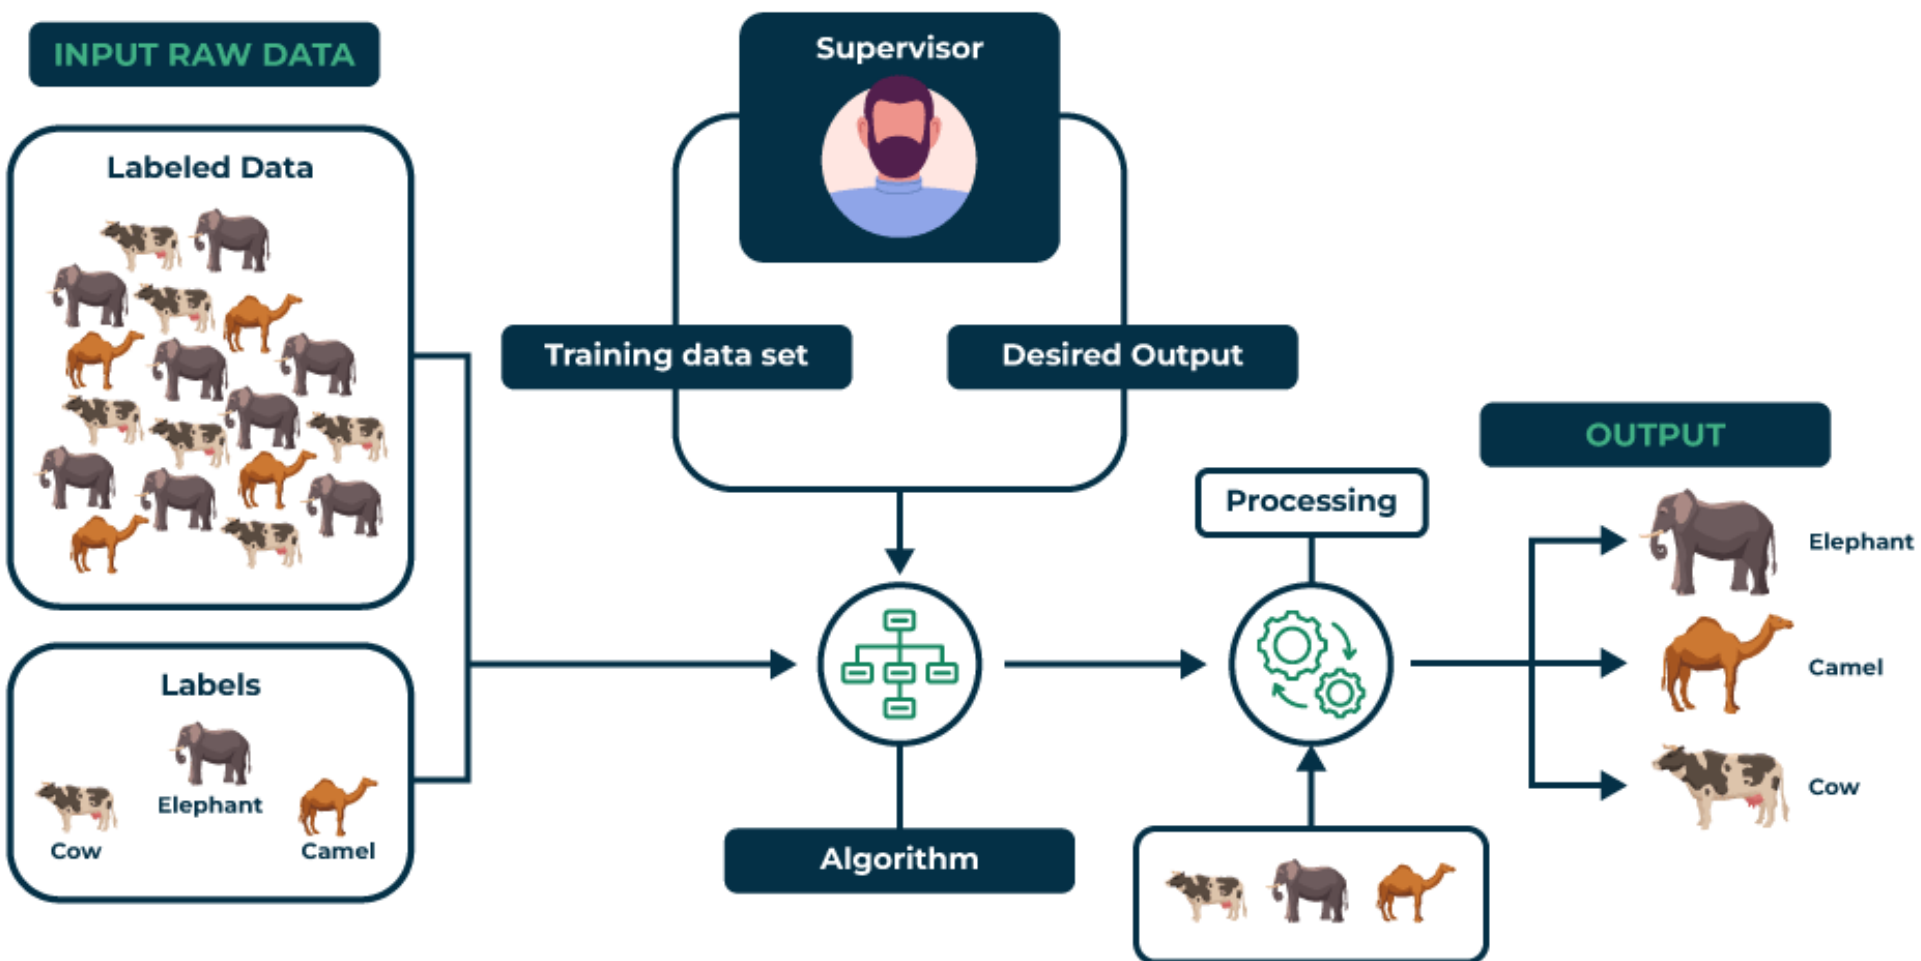 INPUT RAW DATA
Labeled Data
Labels
Cow
Elephant
Camel
Supervisor
Training data set
Desired Output
Algorithm
Processing
OUTPUT
Elephant
Camel
Cow